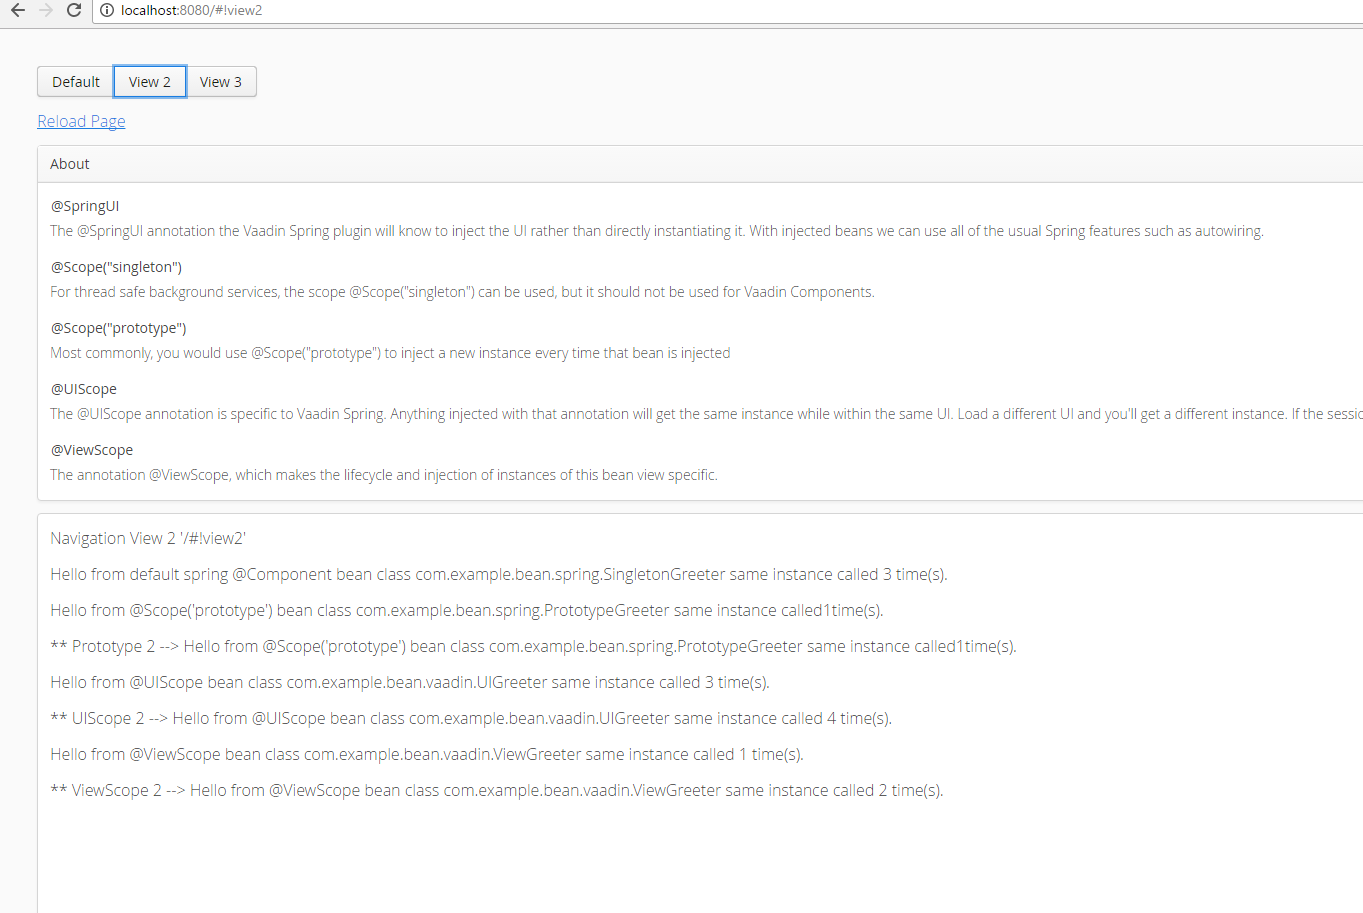 localhost:8080/#!view2
Default View 2 View 3
Reload Page
About
@SpringUI
The @SpringUI annotation the Vaadin Spring plugin will know to inject the UI rather than directly instantiating it. With injected beans we can use all of the usual Spring features such as autowiring.
@Scope("singleton")
For thread safe background services, the scope @Scope("singleton") can be used, but it should not be used for Vaadin Components.
@Scope("prototype")
Most commonly, you would use @Scope("prototype") to inject a new instance every time that bean is injected
@UIScope
The @UIScope annotation is specific to Vaadin Spring. Anything injected with that annotation will get the same instance while within the same UI. Load a different UI and you'll get a different instance. If the sessio
@ViewScope
The annotation @ViewScope, which makes the lifecycle and injection of instances of this bean view specific.
Navigation View 2 '/#!view2'
Hello from default spring @Component bean class com.example.bean.spring.SingletonGreeter same instance called 3 time(s).
Hello from @Scope('prototype') bean class com.example.bean.spring.PrototypeGreeter same instance called1time(s).
** Prototype 2 --> Hello from @Scope('prototype') bean class com.example.bean.spring.PrototypeGreeter same instance called1time(s).
Hello from @UIScope bean class com.example.bean.vaadin.UIGreeter same instance called 3 time(s).
** UIScope 2 --> Hello from @UIScope bean class com.example.bean.vaadin.UIGreeter same instance called 4 time(s).
Hello from @ViewScope bean class com.example.bean.vaadin.ViewGreeter same instance called 1 time(s).
** ViewScope 2 --> Hello from @ViewScope bean class com.example.bean.vaadin.ViewGreeter same instance called 2 time(s).